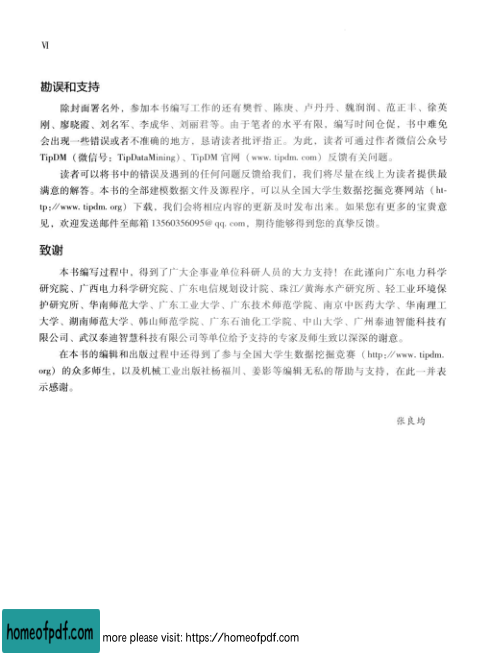 VI
勘误和支持
除封面署名外，参加本书编写工作的还有樊哲、陈庚、卢丹丹、魏润润、范正丰、徐英
刚、廖晓霞、刘名军、李成华、刘丽君等。由于笔者的水平有限，编写时间仓促，书中难免
会出现一些错误或者不准确的地方，恳请读者批评指正。为此，读者可通过作者微信公众号
TipDM（微信号：TipDataMining）、TipDM 官网（www. tipdm. com）反馈有关问题。
读者可以将书中的错误及遇到的任何问题反馈给我们，我们将尽量在线上为读者提供最
满意的解答。本书的全部建模数据文件及源程序，可以从全国大学生数据挖掘竞赛网站（ht-
tp：//www. tipdm. org）下载，我们会将相应内容的更新及时发布出来。如果您有更多的宝贵意
见，欢迎发送邮件至邮箱 13560356095@ qq. com，期待能够得到您的真挚反馈。
致谢
本书编写过程中，得到了广大企事业单位科研人员的大力支持！在此谨向广东电力科学
研究院、广西电力科学研究院、广东电信规划设计院、珠江/黄海水产研究所、轻工业环境保
护研究所、华南师范大学、广东工业大学、广东技术师范学院、南京中医药大学、华南理工
大学、湖南师范大学、韩山师范学院、广东石油化工学院、中山大学、广州泰迪智能科技有
限公司、武汉泰迪智慧科技有限公司等单位给予支持的专家及师生致以深深的谢意。
在本书的编辑和出版过程中还得到了参与全国大学生数据挖掘竞赛（http：//www. tipdm.
org）的众多师生，以及机械工业出版社杨福川、姜影等编辑无私的帮助与支持，在此一并表
示感谢。
张良均
homeofpdf.com
more please visit: https://homeofpdf.com